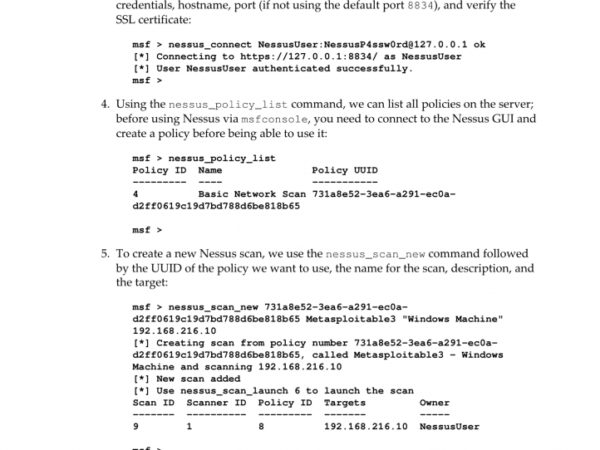 credentials, hostname, port (if not using the default port 8834), and verify the
SSL certificate:
msf > nessus_connect NessusUser:NessusP4ssw0rd@127.0.0.1 ok
[*] Connecting to https://127.0.0.1:8834/ as NessusUser
[*] User NessusUser authenticated successfully.
msf >
4. Using the nessus_policy_list command, we can list all policies on the server;
before using Nessus via msfconsole, you need to connect to the Nessus GUI and
create a policy before being able to use it:
msf > nessus_policy_list
Policy ID Name Policy UUID
--------- ---- -----------
4 Basic Network Scan 731a8e52-3ea6-a291-ec0a-
d2ff0619c19d7bd788d6be818b65
msf >
5. To create a new Nessus scan, we use the nessus_scan_new command followed
by the UUID of the policy we want to use, the name for the scan, description, and
the target:
msf > nessus_scan_new 731a8e52-3ea6-a291-ec0a-
d2ff0619c19d7bd788d6be818b65 Metasploitable3 "Windows Machine"
192.168.216.10
[*] Creating scan from policy number 731a8e52-3ea6-a291-ec0a-
d2ff0619c19d7bd788d6be818b65, called Metasploitable3 - Windows
Machine and scanning 192.168.216.10
[*] New scan added
[*] Use nessus_scan_launch 6 to launch the scan
Scan ID Scanner ID Policy ID Targets Owner
------- ---------- --------- ------- -----
9 1 8 192.168.216.10 NessusUser